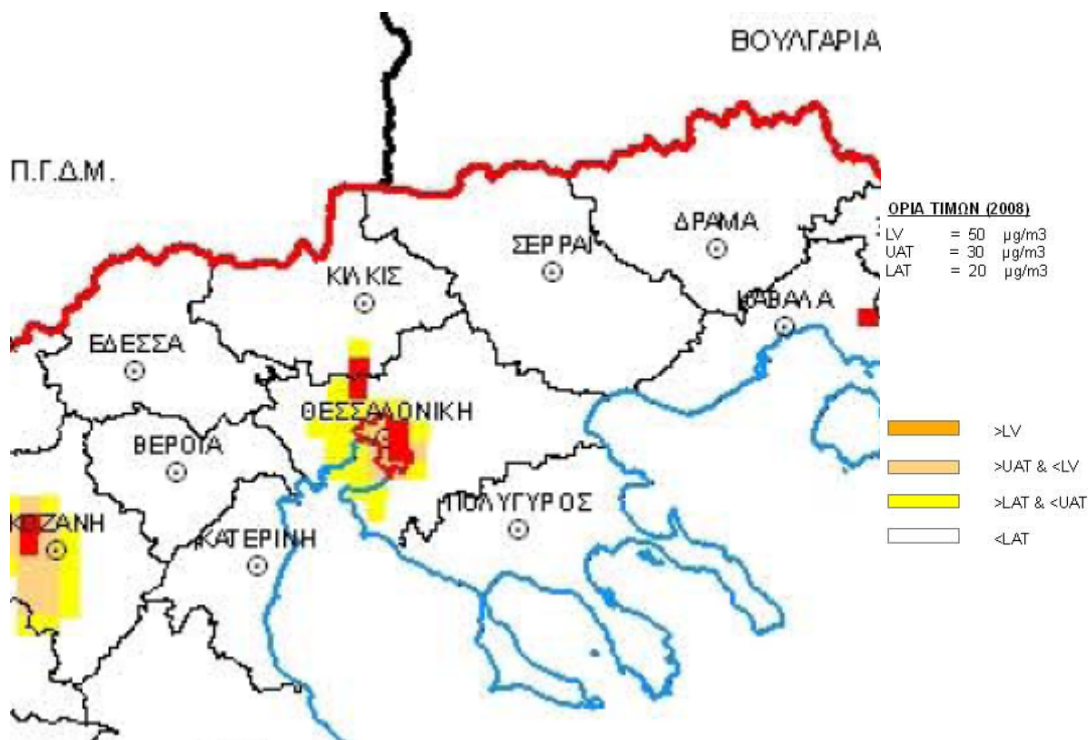 ΒΟΥΛΓΑΡΙΑ
Π.Γ.Δ.Μ.
ΔΡΑΜΑ
ΣΕΡΡΑΙ
ΚΙΛΚΙΣ
ΚΑΒΑΛΑ
ΕΔΕΣΣΑ
ΘΕΣΣΑΛΟΝΙΚΗ
ΒΕΡΟΙΑ
ΠΟΛΥΓΥΡΟΣ
ΚΟΖΑΝΗ
ΚΑΤΕΡΙΝΗ
ΟΡΙΑ ΤΙΜΩΝ (2008)
LV = 50 μg/m3
UAT = 30 μg/m3
LAT = 20 μg/m3
>LV
>UAT & <LV
>LAT & <UAT
<LAT